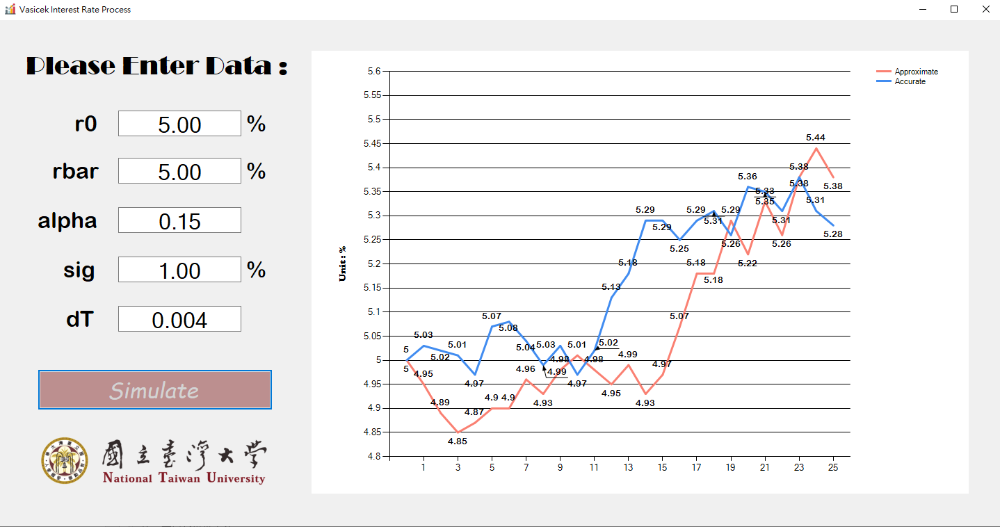 Vasicek Interest Rate Process
Please Enter Data :
r0 5.00 %
rbar 5.00 %
alpha 0.15
sig 1.00 %
dT 0.004
Simulate
國立臺灣大學
National Taiwan University
Approximate
Accurate
Unit : %
5.6
5.55
5.5
5.45
5.4
5.35
5.3
5.25
5.2
5.15
5.1
5.05
5
4.95
4.9
4.85
4.8
1 3 5 7 9 11 13 15 17 19 21 23 25
5 5.03 5.02 5.01 4.97 5.07 5.08 5.04 4.99 5.03 4.97 5.02 5.13 5.18 5.29 5.29 5.25 5.29 5.31 5.26 5.36 5.35 5.31 5.38 5.31 5.28
5 4.95 4.89 4.85 4.87 4.9 4.9 4.96 4.93 4.98 5.01 4.98 4.95 4.99 4.93 4.97 5.07 5.18 5.18 5.29 5.22 5.33 5.26 5.38 5.44 5.38